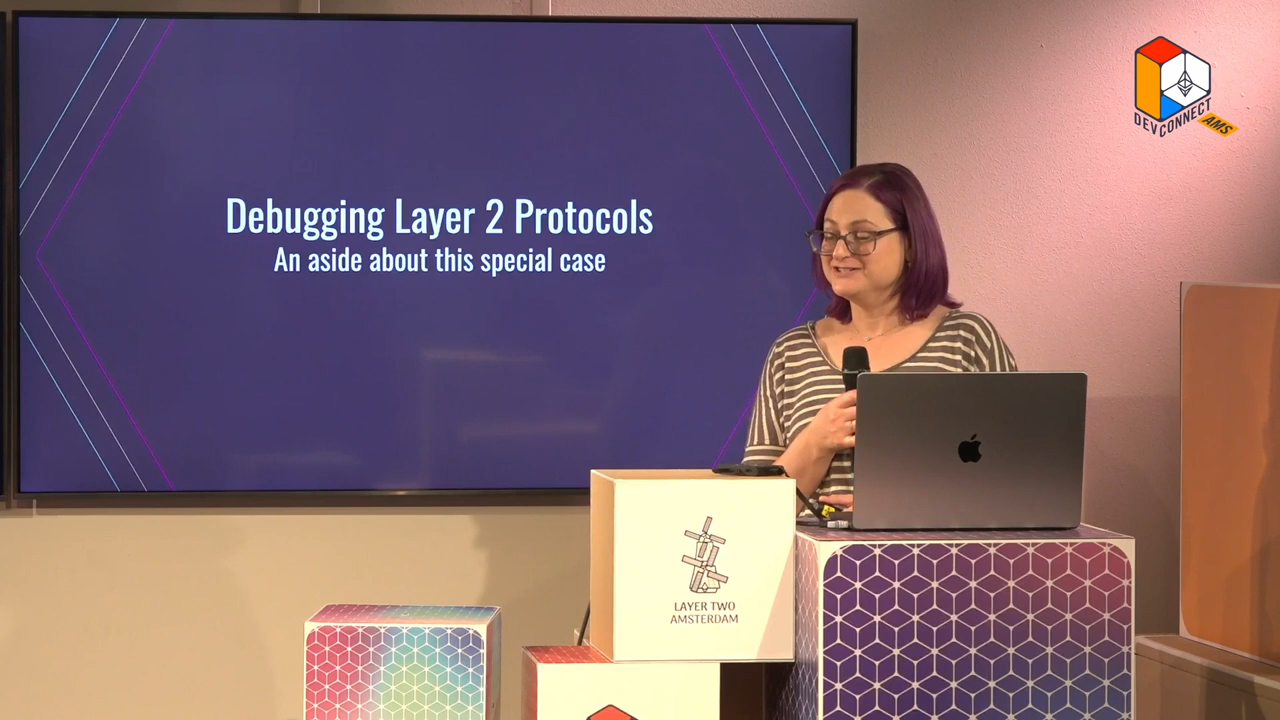 Debugging Layer 2 Protocols
An aside about this special case
DEVCONNECT
AMS
LAYER TWO
AMSTERDAM